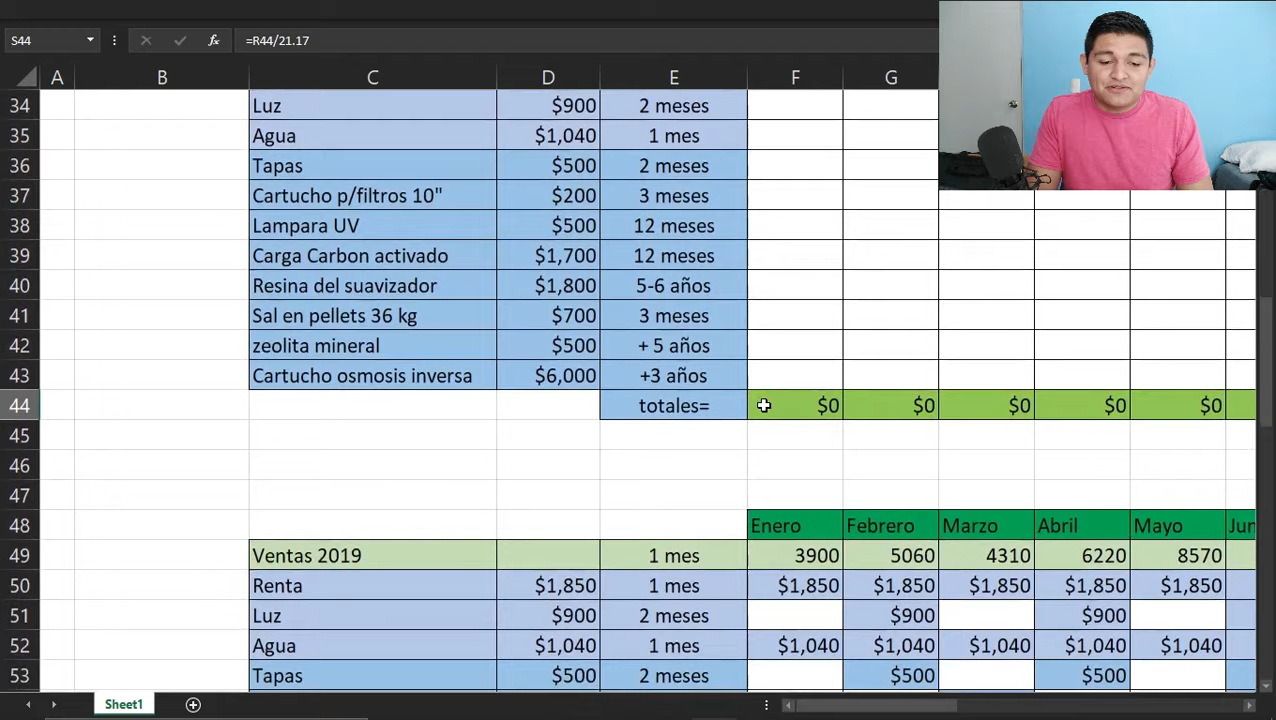 S44 fx =R44/21.17
A B C D E F G
34 Luz $900 2 meses
35 Agua $1,040 1 mes
36 Tapas $500 2 meses
37 Cartucho p/filtros 10" $200 3 meses
38 Lampara UV $500 12 meses
39 Carga Carbon activado $1,700 12 meses
40 Resina del suavizador $1,800 5-6 años
41 Sal en pellets 36 kg $700 3 meses
42 zeolita mineral $500 + 5 años
43 Cartucho osmosis inversa $6,000 +3 años
44 totales= $0 $0 $0 $0 $0
45
46
47
48 Enero Febrero Marzo Abril Mayo Jur
49 Ventas 2019 1 mes 3900 5060 4310 6220 8570
50 Renta $1,850 1 mes $1,850 $1,850 $1,850 $1,850 $1,850
51 Luz $900 2 meses $900 $900
52 Agua $1,040 1 mes $1,040 $1,040 $1,040 $1,040 $1,040
53 Tapas $500 2 meses $500 $500
Sheet1